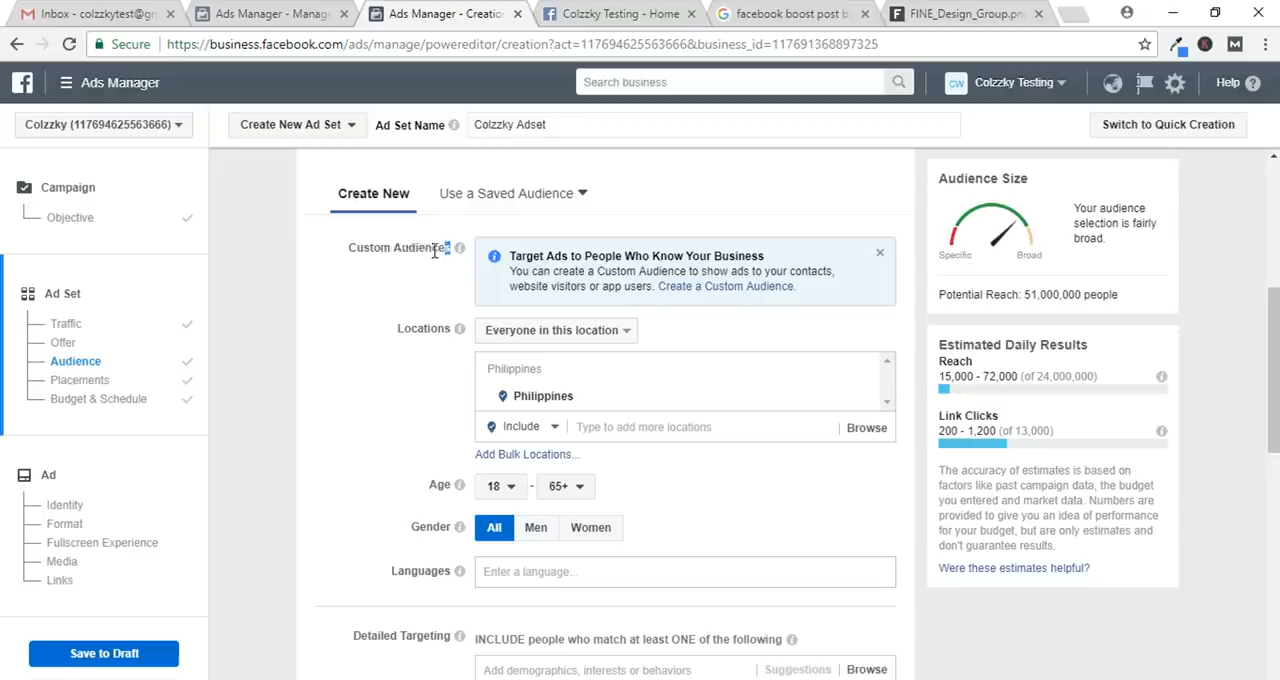 Inbox - colzzkytest@gm
Ads Manager - Manage
Ads Manager - Creation
Colzzky Testing - Home
facebook boost post b
FINE_Design_Group.pn
Secure https://business.facebook.com/ads/manage/powereditor/creation?act=117694625563666&business_id=117691368897325
Ads Manager
Search business
CW Colzzky Testing
Help
Colzzky (117694625563666)
Create New Ad Set
Ad Set Name
Colzzky Adset
Switch to Quick Creation
Campaign
Objective
Ad Set
Traffic
Offer
Audience
Placements
Budget & Schedule
Ad
Identity
Format
Fullscreen Experience
Media
Links
Save to Draft
Create New
Use a Saved Audience
Custom Audiences
Target Ads to People Who Know Your Business
You can create a Custom Audience to show ads to your contacts,
website visitors or app users. Create a Custom Audience.
Locations
Everyone in this location
Philippines
Philippines
Include
Type to add more locations
Browse
Add Bulk Locations...
Age
18 - 65+
Gender
All Men Women
Languages
Enter a language...
Detailed Targeting
INCLUDE people who match at least ONE of the following
Add demographics, interests or behaviors
Suggestions
Browse
Audience Size
Specific
Broad
Your audience
selection is fairly
broad.
Potential Reach: 51,000,000 people
Estimated Daily Results
Reach
15,000 - 72,000 (of 24,000,000)
Link Clicks
200 - 1,200 (of 13,000)
The accuracy of estimates is based on
factors like past campaign data, the budget
you entered and market data. Numbers are
provided to give you an idea of performance
for your budget, but are only estimates and
don't guarantee results.
Were these estimates helpful?